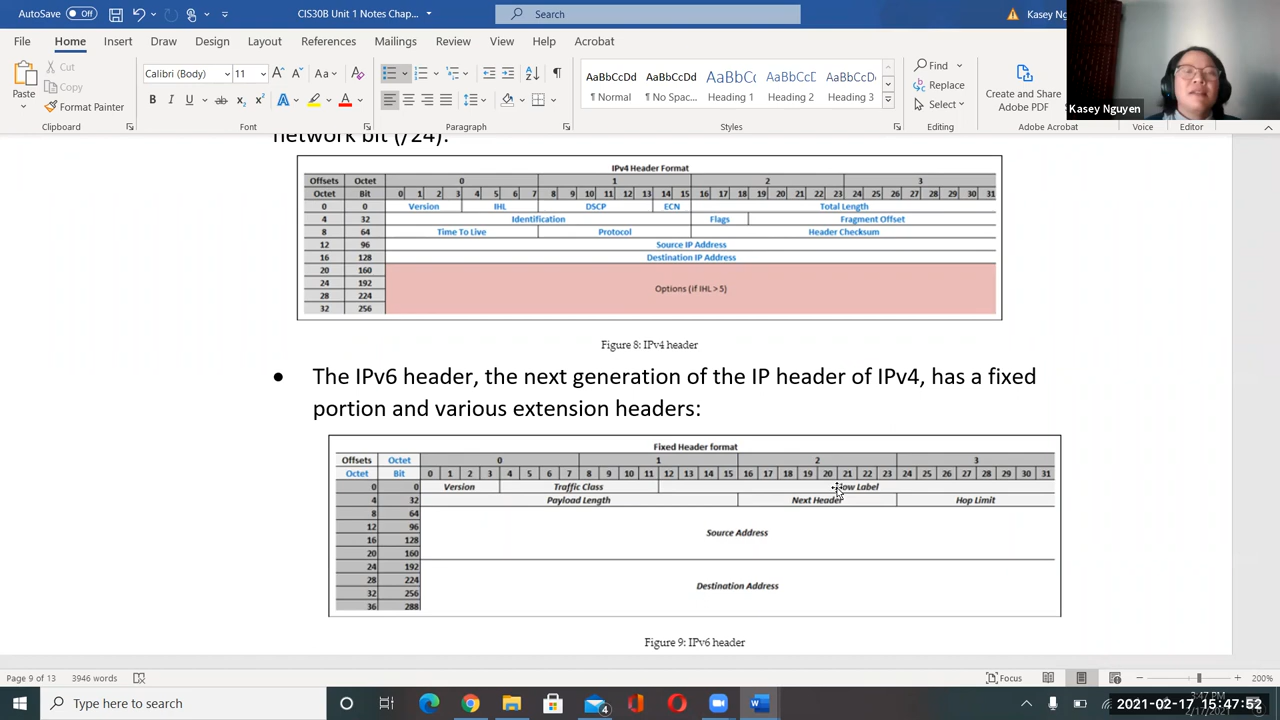 AutoSave Off CIS30B Unit Notes Chap... Search Kasey Ng
File Home Insert Draw Design Layout References Mailings Review View Help Acrobat
Paste Cut Copy Format Painter Clipboard
Calibri (Body) 11 Font
Paragraph
AaBbCcDd AaBbCcDd AaBbC AaBbCcC AaBbCcD
¶ Normal ¶ No Spac... Heading 1 Heading 2 Heading 3
Styles
Find Replace Select Editing
Create and Share Adobe PDF Adobe Acrobat
Voice Editor
Kasey Nguyen
network bit (/24).
IPv4 Header Format
Offsets Octet 0 1 2 3
Octet Bit 0 1 2 3 4 5 6 7 8 9 10 11 12 13 14 15 16 17 18 19 20 21 22 23 24 25 26 27 28 29 30 31
0 0 Version IHL DSCP ECN Total Length
4 32 Identification Flags Fragment Offset
8 64 Time To Live Protocol Header Checksum
12 96 Source IP Address
16 128 Destination IP Address
20 160
24 192 Options (if IHL > 5)
28 224
32 256
Figure 8: IPv4 header
• The IPv6 header, the next generation of the IP header of IPv4, has a fixed
portion and various extension headers:
Fixed Header format
Offsets Octet 0 1 2 3
Octet Bit 0 1 2 3 4 5 6 7 8 9 10 11 12 13 14 15 16 17 18 19 20 21 22 23 24 25 26 27 28 29 30 31
0 0 Version Traffic Class Label
4 32 Payload Length Next Header Hop Limit
8 64
12 96 Source Address
16 128
20 160
24 192
28 224 Destination Address
32 256
36 288
Figure 9: IPv6 header
Page 9 of 13 3946 words Focus 200%
Type here to search 4 2021-02-17 15:47:52